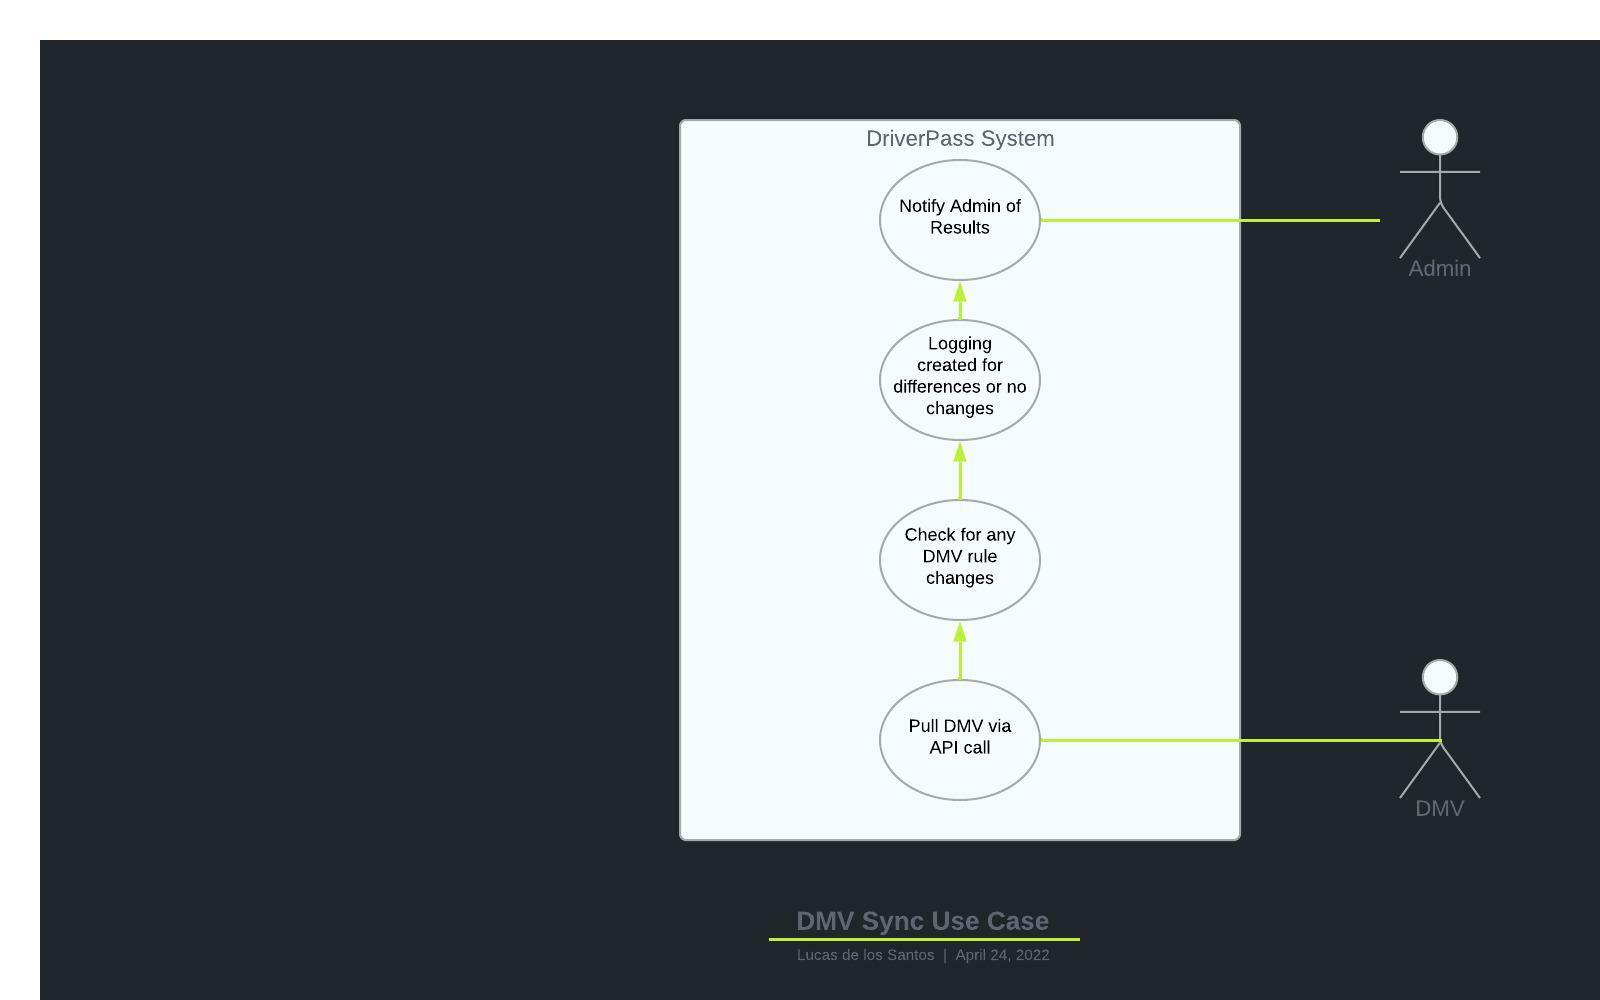 DriverPass System
Notify Admin of
Results
Admin
Logging
created for
differences or no
changes
Check for any
DMV rule
changes
Pull DMV via
API call
DMV
DMV Sync Use Case
Lucas de los Santos | April 24, 2022